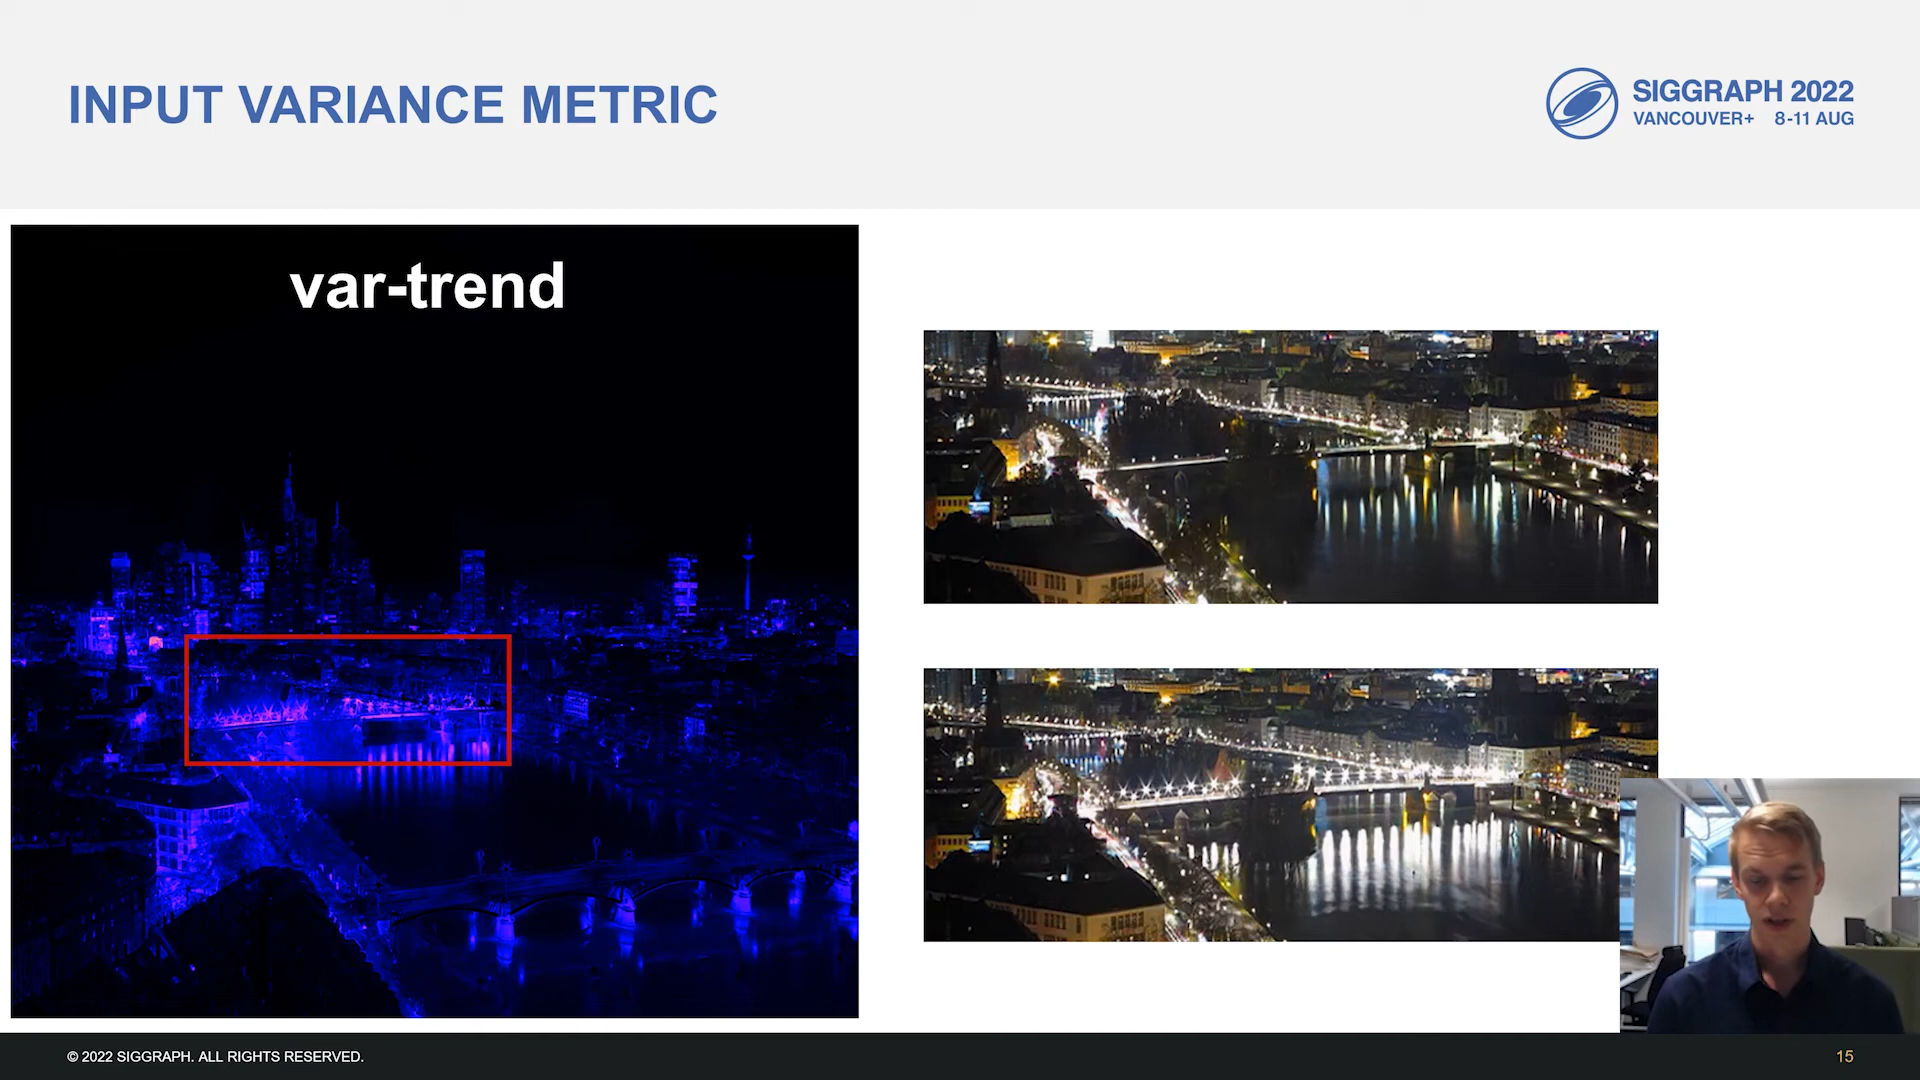 INPUT VARIANCE METRIC
SIGGRAPH 2022
VANCOUVER+ 8-11 AUG
var-trend
© 2022 SIGGRAPH. ALL RIGHTS RESERVED.
15